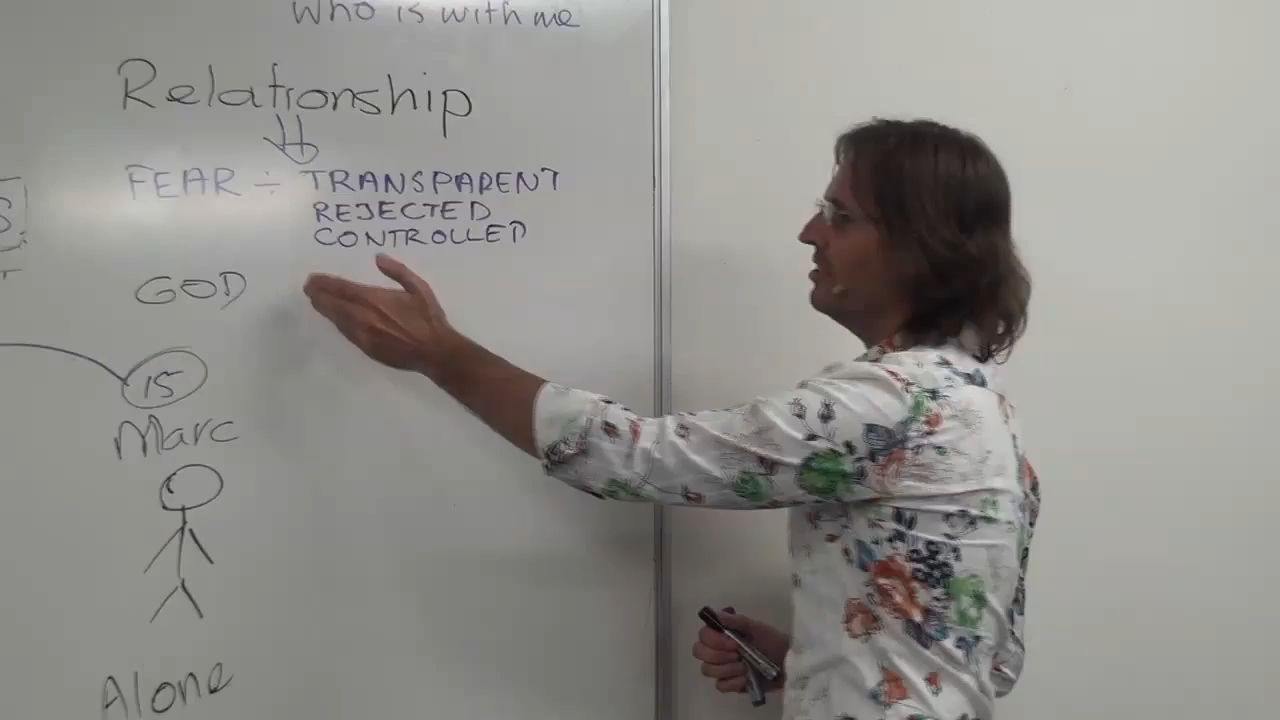 Who is with me
Relationship
FEAR ÷ TRANSPARENT
REJECTED
CONTROLLED
GOD
15
Marc
Alone